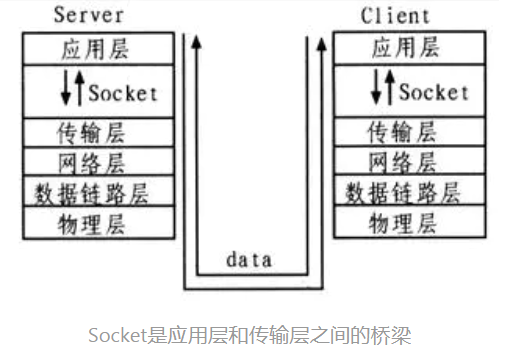 Server
应用层
Socket
传输层
网络层
数据链路层
物理层
Client
应用层
Socket
传输层
网络层
数据链路层
物理层
data
Socket是应用层和传输层之间的桥梁